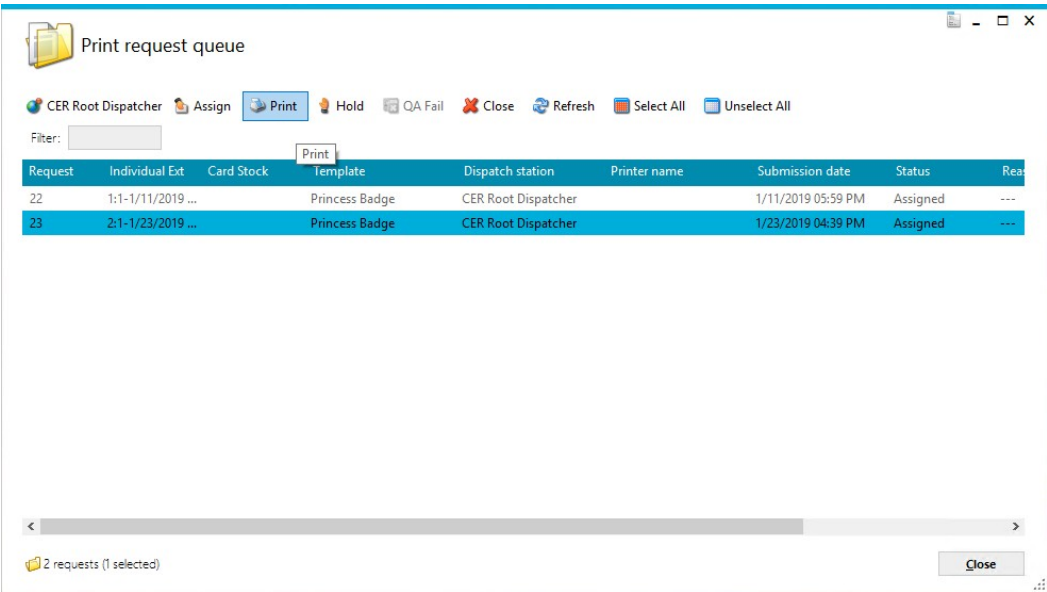 Print request queue
CER Root Dispatcher Assign Print Hold QA Fail Close Refresh Select All Unselect All
Filter:
Print
Request Individual Ext Card Stock Template Dispatch station Printer name Submission date Status Reas
22 1:1-1/11/2019 ... Princess Badge CER Root Dispatcher 1/11/2019 05:59 PM Assigned ---
23 2:1-1/23/2019 ... Princess Badge CER Root Dispatcher 1/23/2019 04:39 PM Assigned ---
2 requests (1 selected) Close